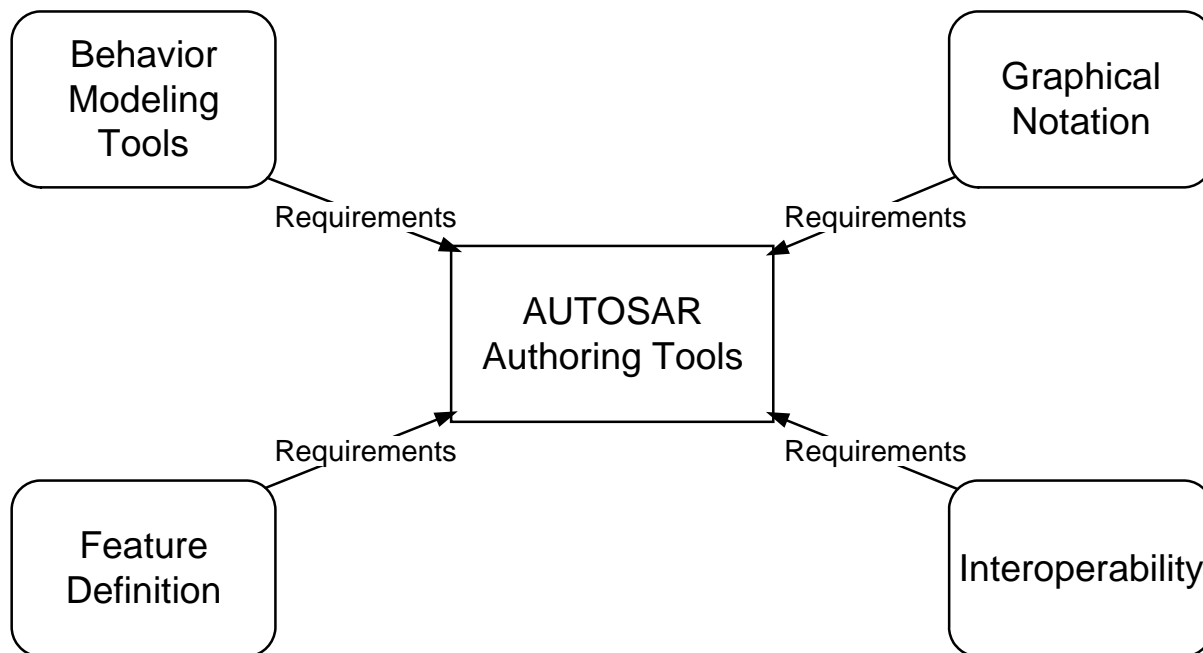 Behavior
Modeling
Tools
Graphical
Notation
Requirements
Requirements
AUTOSAR
Authoring Tools
Requirements
Requirements
Feature
Definition
Interoperability